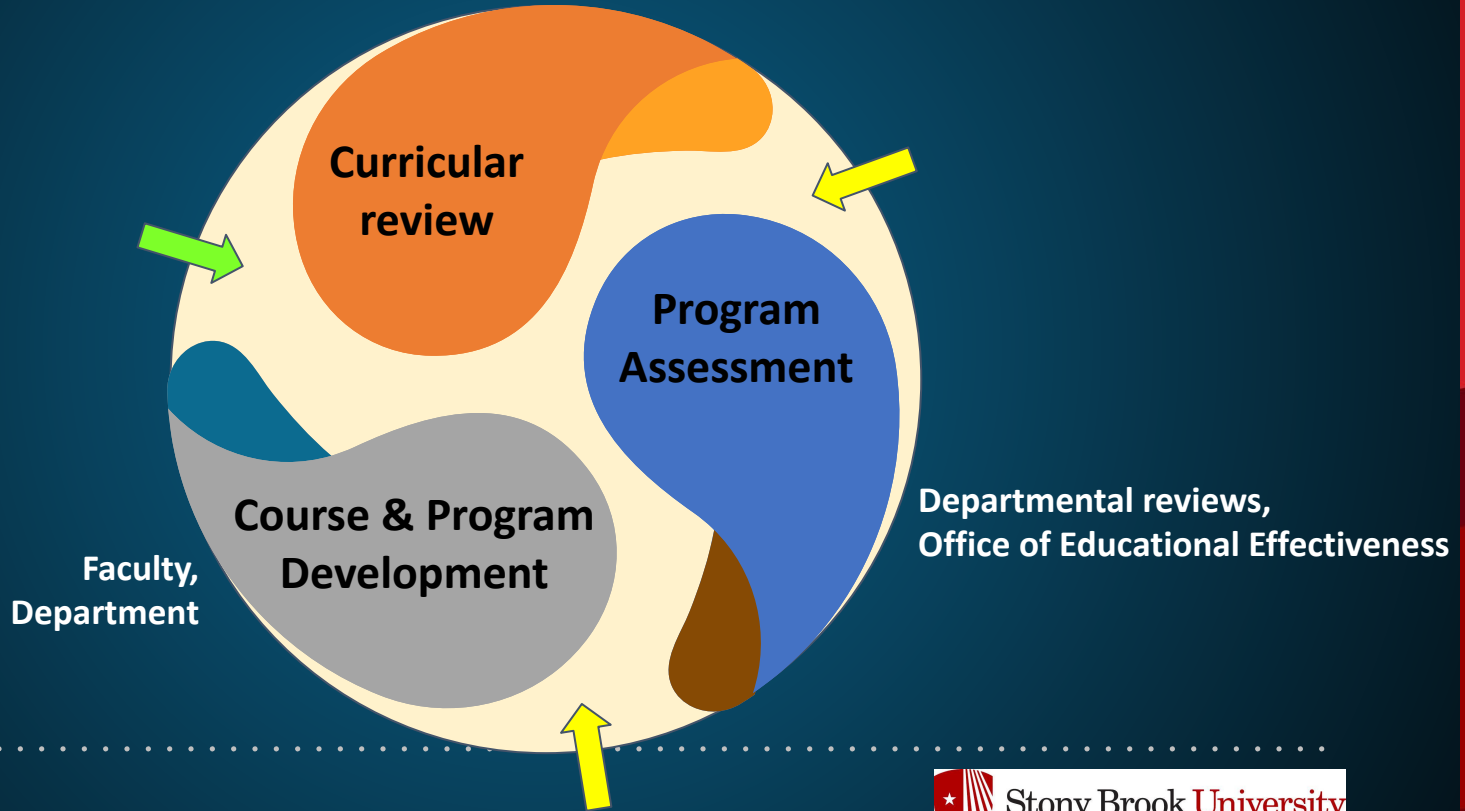 Curricular
review
Program
Assessment
Course & Program
Development
Faculty,
Department
Departmental reviews,
Office of Educational Effectiveness
Stony Brook University